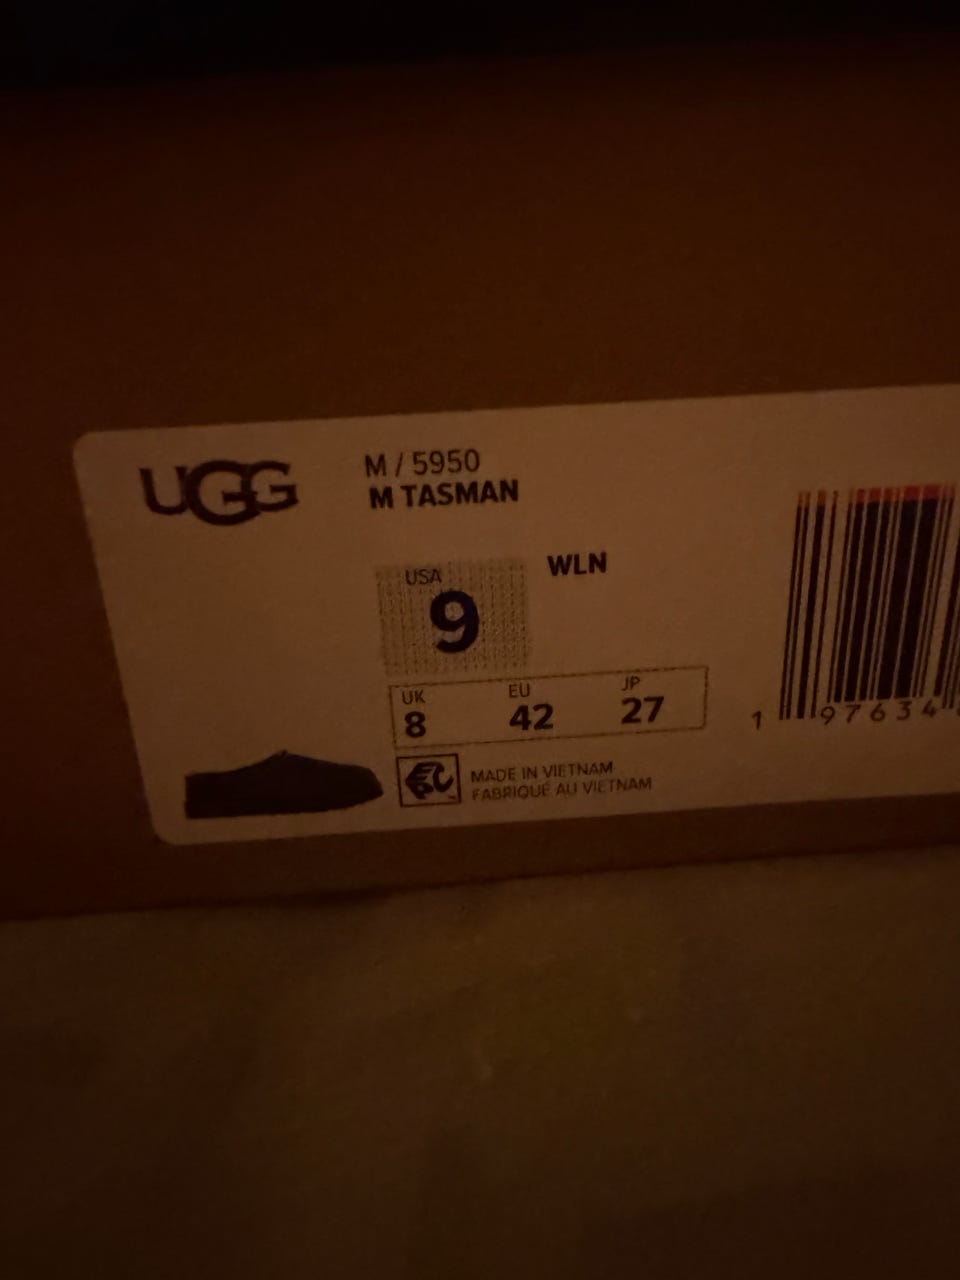 UGG
M / 5950
M TASMAN
WLN
USA
9
UK EU JP
8 42 27
MADE IN VIETNAM
FABRIQUÉ AU VIETNAM
1 97634